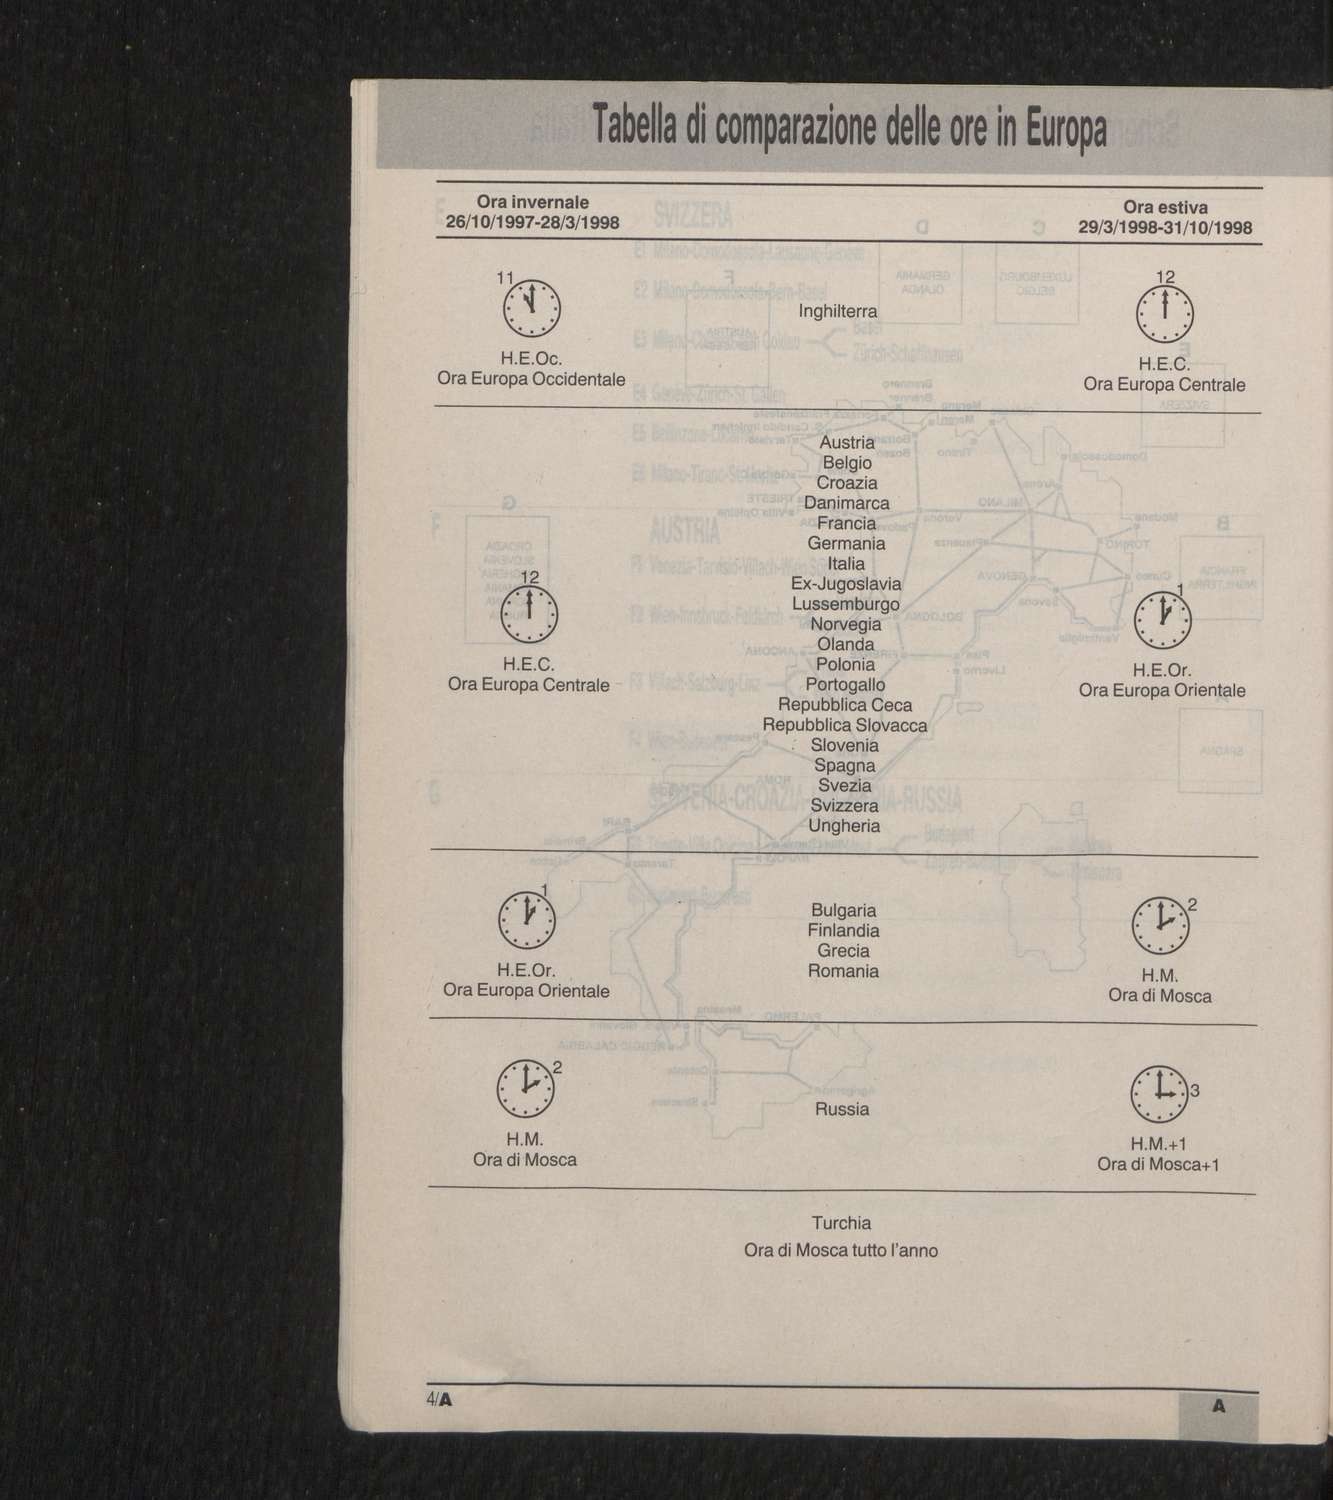 Tabella di comparazione delle ore in Europa
Ora invernale
26/10/1997-28/3/1998
Ora estiva
29/3/1998-31/10/1998
11
H.E.Oc.
Ora Europa Occidentale
Inghilterra
12
H.E.C.
Ora Europa Centrale
12
H.E.C.
Ora Europa Centrale
Austria
Belgio
Croazia
Danimarca
Francia
Germania
Italia
Ex-Jugoslavia
Lussemburgo
Norvegia
Olanda
Polonia
Portogallo
Repubblica Ceca
Repubblica Slovacca
Slovenia
Spagna
Svezia
Svizzera
Ungheria
1
H.E.Or.
Ora Europa Orientale
1
H.E.Or.
Ora Europa Orientale
Bulgaria
Finlandia
Grecia
Romania
2
H.M.
Ora di Mosca
2
H.M.
Ora di Mosca
Russia
3
H.M.+1
Ora di Mosca+1
Turchia
Ora di Mosca tutto l'anno
4/A
A